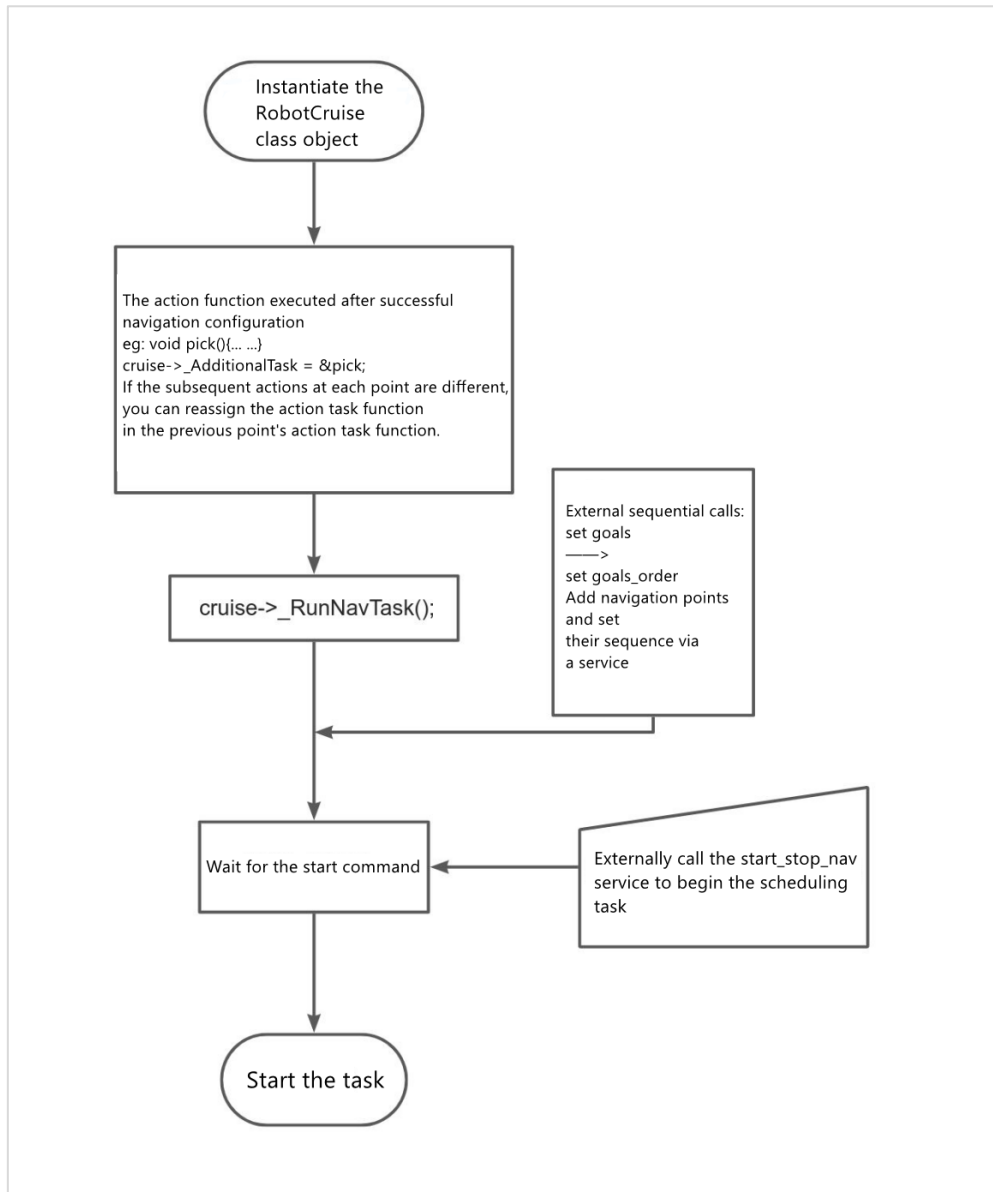 Instantiate the
RobotCruise
class object
The action function executed after successful
navigation configuration
eg: void pick(){... ...}
cruise->_AdditionalTask = &pick;
If the subsequent actions at each point are different,
you can reassign the action task function
in the previous point's action task function.
External sequential calls:
set goals
——>
set goals_order
Add navigation points
and set
their sequence via
a service
cruise->_RunNavTask();
Wait for the start command
Externally call the start_stop_nav
service to begin the scheduling
task
Start the task